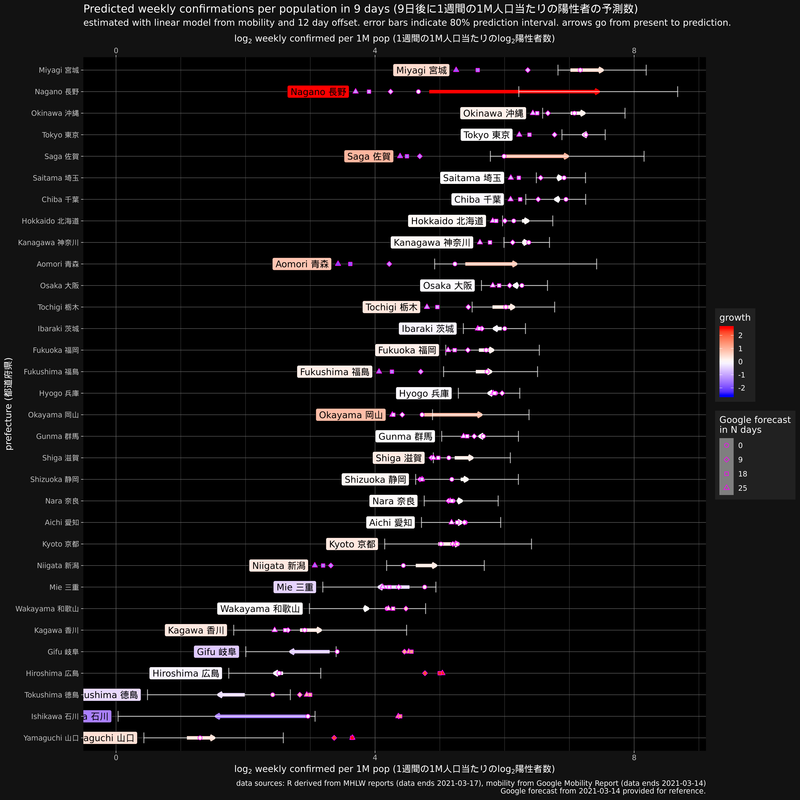 Predicted weekly confirmations per population in 9 days (9日後に1週間の1M人口当たりの陽性者の予測数)
estimated with linear model from mobility and 12 day offset. error bars indicate 80% prediction interval. arrows go from present to prediction.
log₂ weekly confirmed per 1M pop (1週間の1M人口当たりのlog₂陽性者数)
0 4 8
Miyagi 宮城 Miyagi 宮城
Nagano 長野 Nagano 長野
Okinawa 沖縄 Okinawa 沖縄
Tokyo 東京 Tokyo 東京
Saga 佐賀 Saga 佐賀
Saitama 埼玉 Saitama 埼玉
Chiba 千葉 Chiba 千葉
Hokkaido 北海道 Hokkaido 北海道
Kanagawa 神奈川 Kanagawa 神奈川
Aomori 青森 Aomori 青森
Osaka 大阪 Osaka 大阪
Tochigi 栃木 Tochigi 栃木
Ibaraki 茨城 Ibaraki 茨城
Fukuoka 福岡 Fukuoka 福岡
Fukushima 福島 Fukushima 福島
Hyogo 兵庫 Hyogo 兵庫
Okayama 岡山 Okayama 岡山
Gunma 群馬 Gunma 群馬
Shiga 滋賀 Shiga 滋賀
Shizuoka 静岡 Shizuoka 静岡
Nara 奈良 Nara 奈良
Aichi 愛知 Aichi 愛知
Kyoto 京都 Kyoto 京都
Niigata 新潟 Niigata 新潟
Mie 三重 Mie 三重
Wakayama 和歌山 Wakayama 和歌山
Kagawa 香川 Kagawa 香川
Gifu 岐阜 Gifu 岐阜
Hiroshima 広島 Hiroshima 広島
Tokushima 徳島 ushima 徳島
Ishikawa 石川 a 石川
Yamaguchi 山口 aguchi 山口
0 4 8
log₂ weekly confirmed per 1M pop (1週間の1M人口当たりのlog₂陽性者数)
prefecture (都道府県)
growth
2
1
0
-1
-2
Google forecast
in N days
0
9
18
25
data sources: R derived from MHLW reports (data ends 2021-03-17), mobility from Google Mobility Report (data ends 2021-03-14)
Google forecast from 2021-03-14 provided for reference.